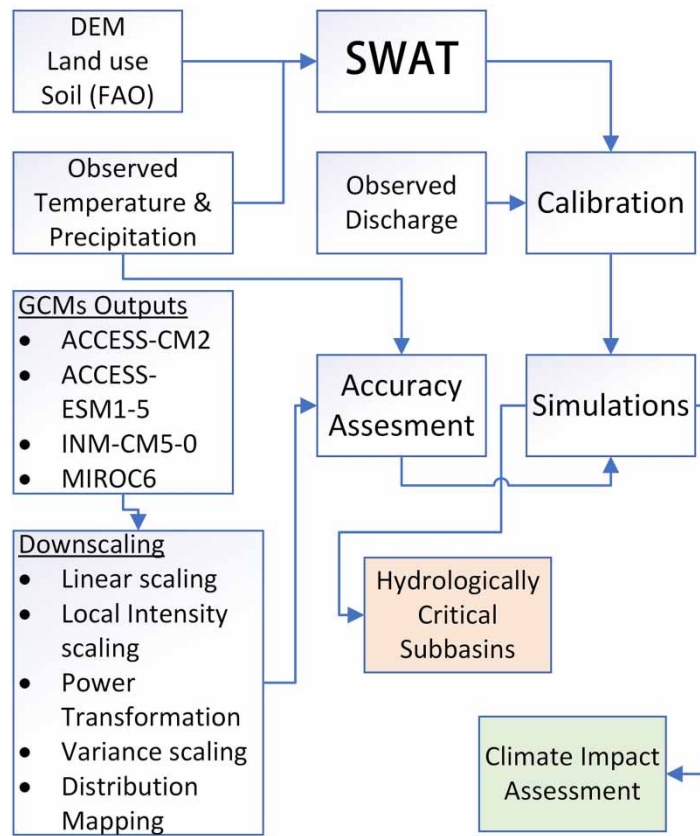 DEM
Land use
Soil (FAO)
SWAT
Observed
Temperature &
Precipitation
Observed
Discharge
Calibration
GCMs Outputs
● ACCESS-CM2
● ACCESS-
ESM1-5
● INM-CM5-0
● MIROC6
Accuracy
Assesment
Simulations
Downscaling
● Linear scaling
● Local Intensity
scaling
● Power
Transformation
● Variance scaling
● Distribution
Mapping
Hydrologically
Critical
Subbasins
Climate Impact
Assessment